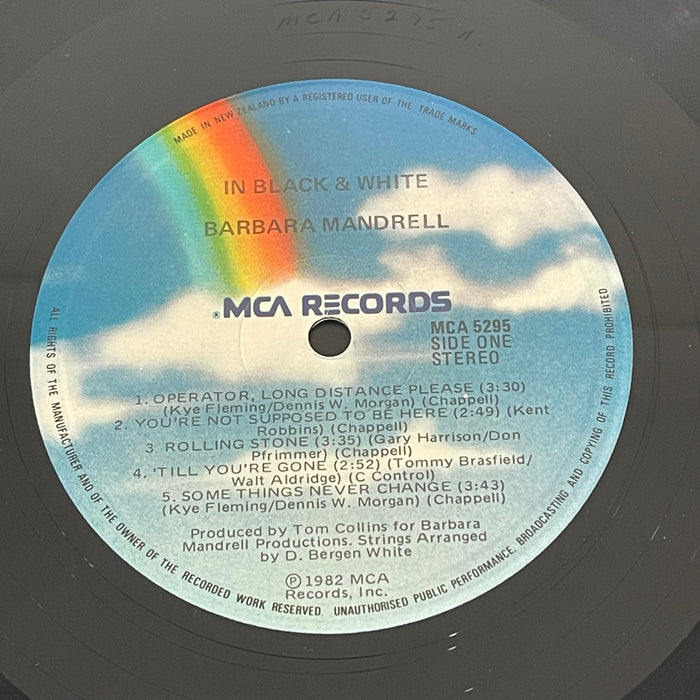 MCA 5295 A
MADE IN NEW ZEALAND BY A REGISTERED USER OF THE TRADE MARKS
IN BLACK & WHITE
BARBARA MANDRELL
®MCA RECORDS
MCA 5295
SIDE ONE
STEREO
1. OPERATOR, LONG DISTANCE PLEASE (3:30)
(Kye Fleming/Dennis W. Morgan) (Chappell)
2. YOU'RE NOT SUPPOSED TO BE HERE (2:49) (Kent
Robbins) (Chappell)
3. ROLLING STONE (3:35) (Gary Harrison/Don
Pfrimmer) (Chappell)
4. 'TILL YOU'RE GONE (2:52) (Tommy Brasfield/
Walt Aldridge) (C Control)
5. SOME THINGS NEVER CHANGE (3:43)
(Kye Fleming/Dennis W. Morgan) (Chappell)
Produced by Tom Collins for Barbara
Mandrell Productions. Strings Arranged
by D. Bergen White
℗ 1982 MCA
Records, Inc.
ALL RIGHTS OF THE MANUFACTURER AND OF THE OWNER OF THE RECORDED WORK RESERVED. UNAUTHORISED PUBLIC PERFORMANCE, BROADCASTING AND COPYING OF THIS RECORD PROHIBITED